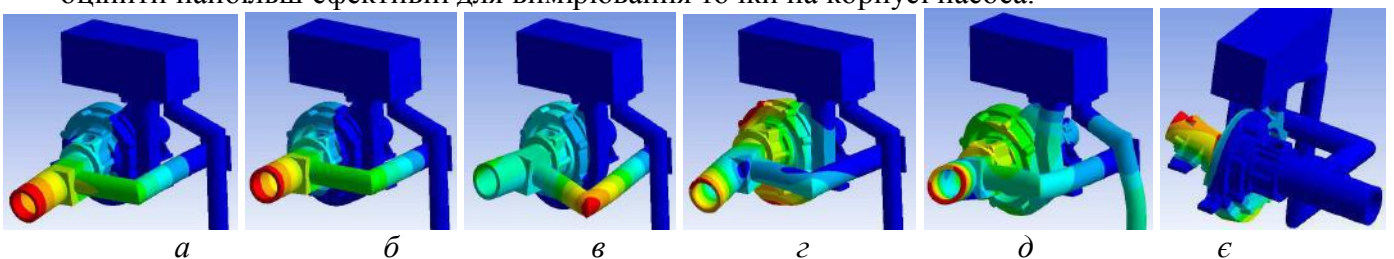 оцінити найбільш ефективні для вимірювання точки на корпусі насоса.
а б в г д є